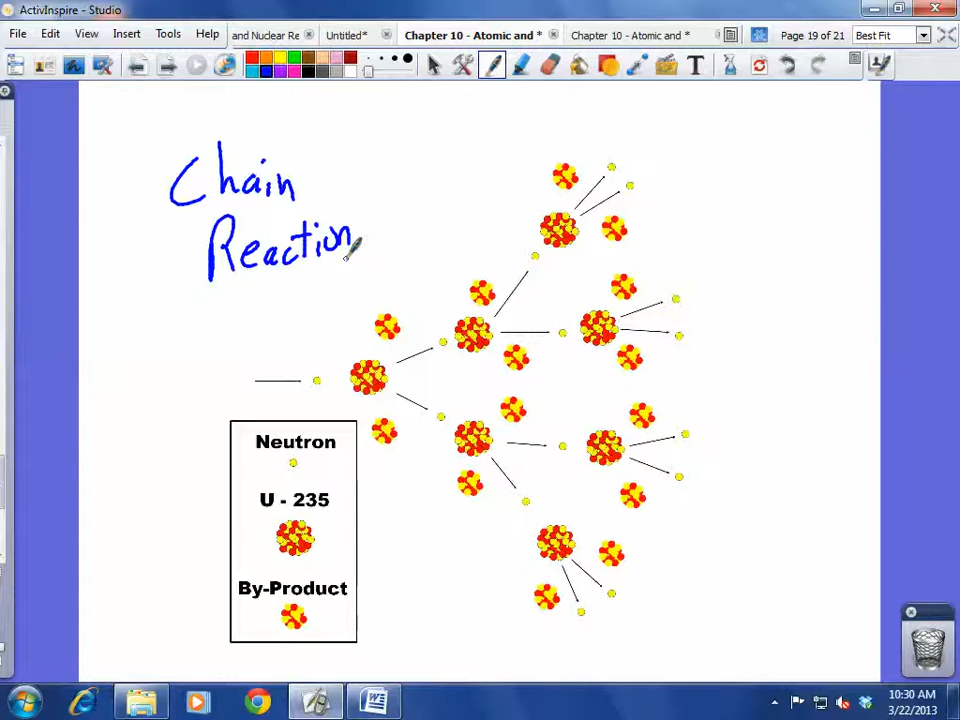 ActivInspire - Studio
File Edit View Insert Tools Help
and Nuclear Re
Untitled*
Chapter 10 - Atomic and *
Chapter 10 - Atomic and *
Page 19 of 21
Best Fit
Chain
Reaction
Neutron
U - 235
By-Product
10:30 AM
3/22/2013